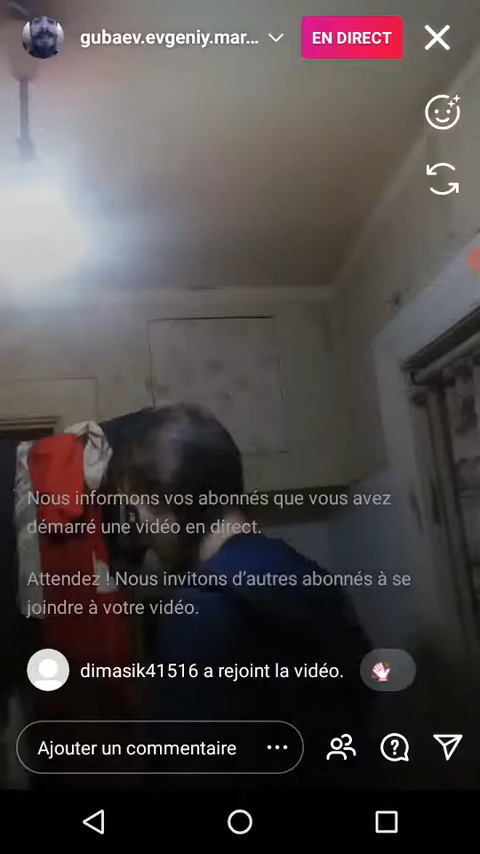 gubaev.evgeniy.mar...
EN DIRECT
Nous informons vos abonnés que vous avez
démarré une vidéo en direct.
Attendez ! Nous invitons d’autres abonnés à se
joindre à votre vidéo.
dimasik41516 a rejoint la vidéo.
Ajouter un commentaire